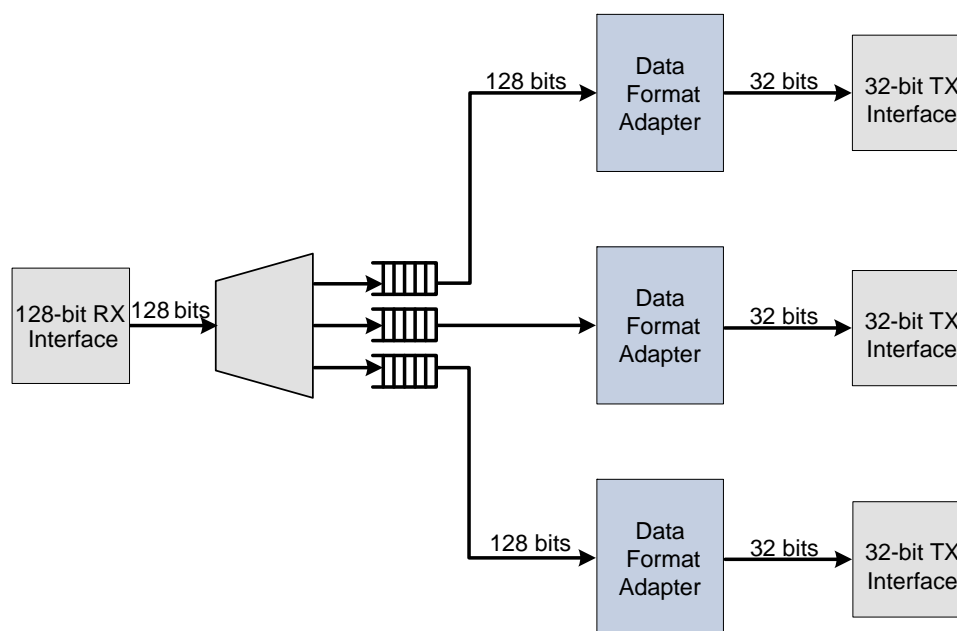 128 bits
Data
Format
Adapter
32 bits
32-bit TX
Interface
128-bit RX
Interface
128 bits
Data
Format
Adapter
32 bits
32-bit TX
Interface
128 bits
Data
Format
Adapter
32 bits
32-bit TX
Interface